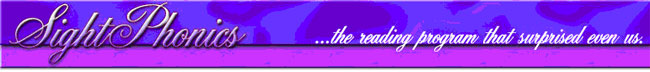 SightPhonics
...the reading program that surprised even us.